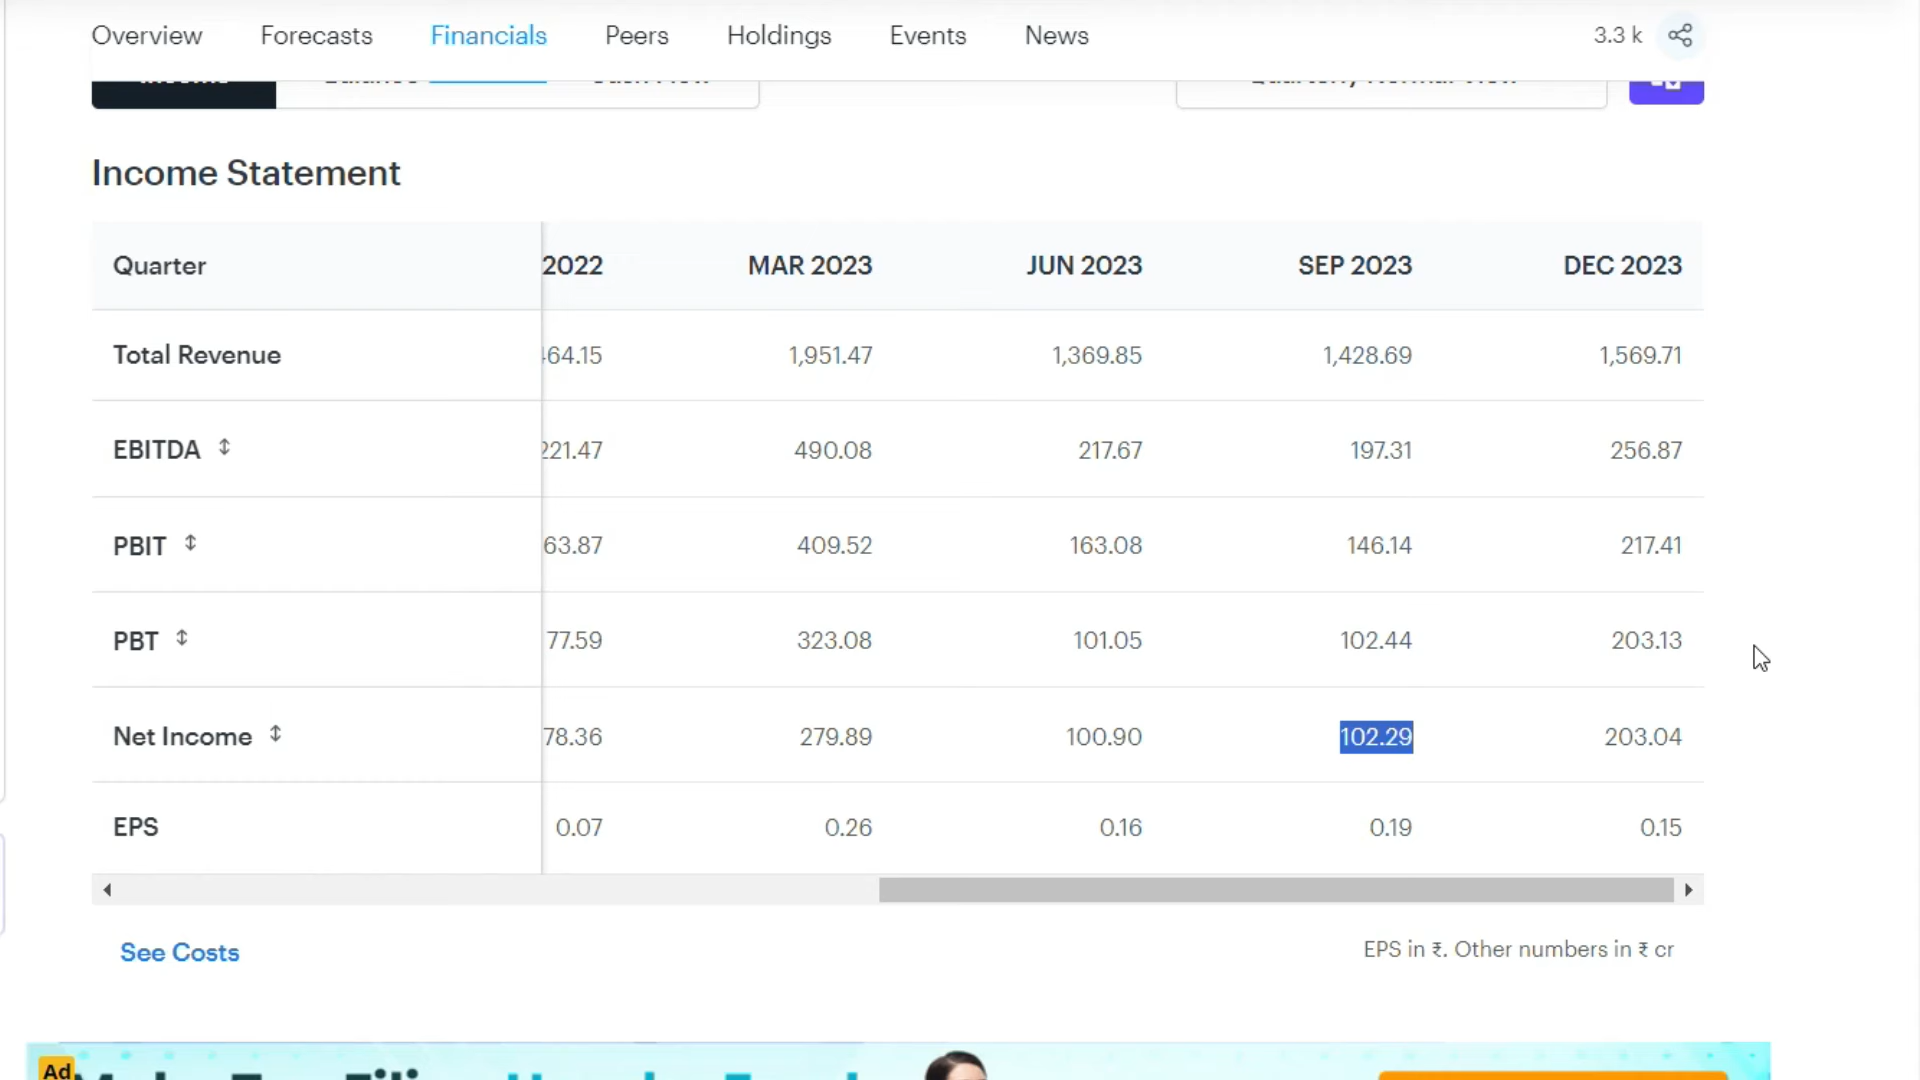 Overview Forecasts Financials Peers Holdings Events News 3.3 k
Income Statement
Quarter 2022 MAR 2023 JUN 2023 SEP 2023 DEC 2023
Total Revenue 64.15 1,951.47 1,369.85 1,428.69 1,569.71
EBITDA 221.47 490.08 217.67 197.31 256.87
PBIT 63.87 409.52 163.08 146.14 217.41
PBT 77.59 323.08 101.05 102.44 203.13
Net Income 78.36 279.89 100.90 102.29 203.04
EPS 0.07 0.26 0.16 0.19 0.15
See Costs EPS in ₹. Other numbers in ₹ cr
Ad